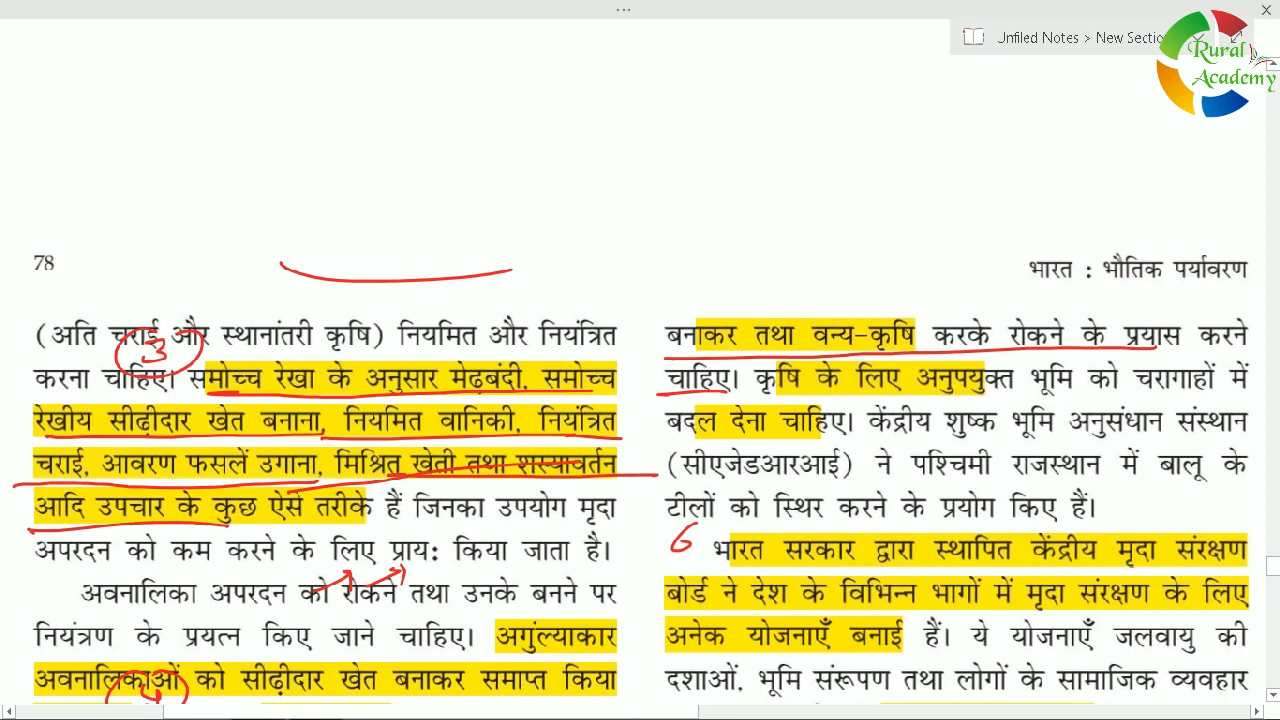 Unfiled Notes > New Sectio
Rural
Academy
78
भारत : भौतिक पर्यावरण
(अति चराई और स्थानांतरी कृषि) नियमित और नियंत्रित
करना चाहिए। समोच्च रेखा के अनुसार मेढ़बंदी, समोच्च
रेखीय सीढ़ीदार खेत बनाना, नियमित वानिकी, नियंत्रित
चराई, आवरण फसलें उगाना, मिश्रित खेती तथा शस्यावर्तन
आदि उपचार के कुछ ऐसे तरीके हैं जिनका उपयोग मृदा
अपरदन को कम करने के लिए प्राय: किया जाता है।
अवनालिका अपरदन को रोकने तथा उनके बनने पर
नियंत्रण के प्रयत्न किए जाने चाहिए। अगुंल्याकार
अवनालिकाओं को सीढ़ीदार खेत बनाकर समाप्त किया
3
4
बनाकर तथा वन्य-कृषि करके रोकने के प्रयास करने
चाहिए। कृषि के लिए अनुपयुक्त भूमि को चरागाहों में
बदल देना चाहिए। केंद्रीय शुष्क भूमि अनुसंधान संस्थान
(सीएजेडआरआई) ने पश्चिमी राजस्थान में बालू के
टीलों को स्थिर करने के प्रयोग किए हैं।
6
भारत सरकार द्वारा स्थापित केंद्रीय मृदा संरक्षण
बोर्ड ने देश के विभिन्न भागों में मृदा संरक्षण के लिए
अनेक योजनाएँ बनाई हैं। ये योजनाएँ जलवायु की
दशाओं, भूमि संरूपण तथा लोगों के सामाजिक व्यवहार